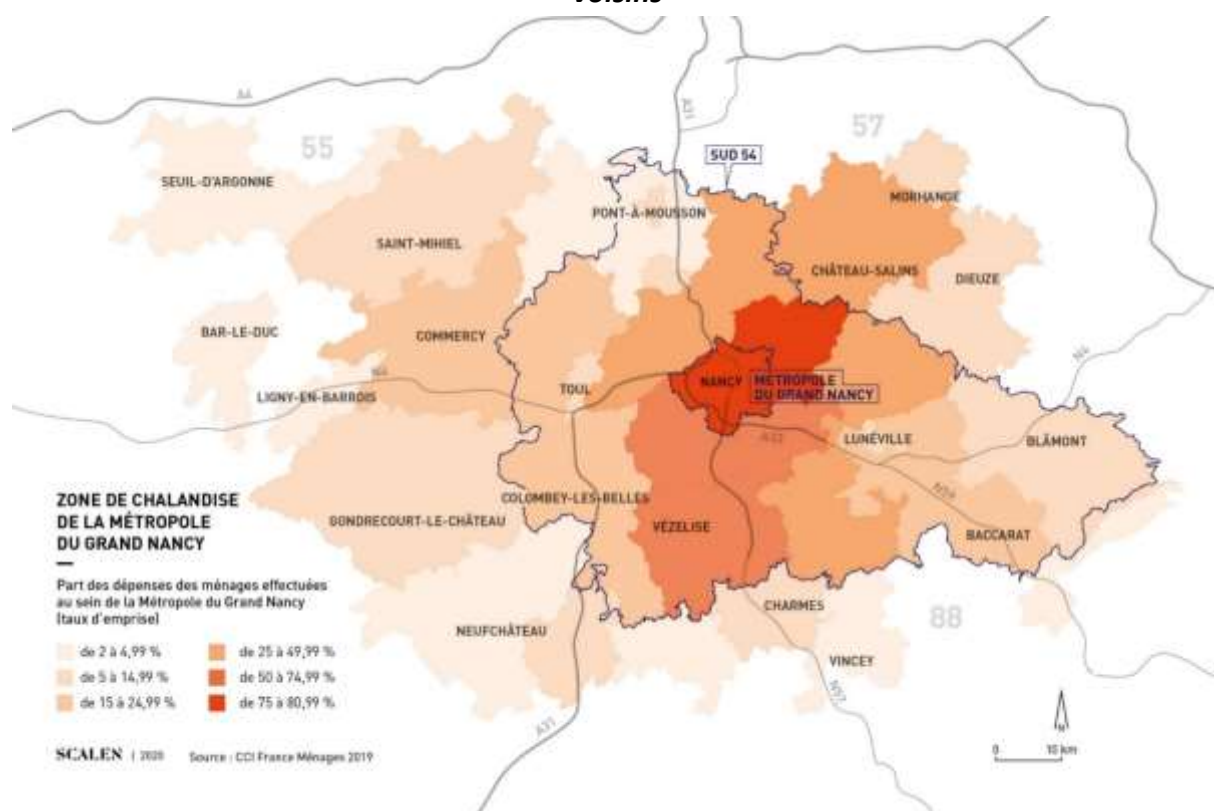 voisins
A4
55
57
A31
SUD 54
SEUIL-D'ARGONNE
MORHANGE
PONT-À-MOUSSON
SAINT-MIHIEL
CHÂTEAU-SALINS
DIEUZE
BAR-LE-DUC
COMMERCY
N4
LIGNY-EN-BARROIS
N4
TOUL
NANCY
MÉTROPOLE
DU GRAND NANCY
A33
LUNÉVILLE
BLÂMONT
N59
COLOMBEY-LES-BELLES
GONDRECOURT-LE-CHÂTEAU
VÉZELISE
BACCARAT
CHARMES
88
NEUFCHÂTEAU
VINCEY
N57
A31
ZONE DE CHALANDISE
DE LA MÉTROPOLE
DU GRAND NANCY
Part des dépenses des ménages effectuées
au sein de la Métropole du Grand Nancy
(taux d'emprise)
de 2 à 4,99 %
de 5 à 14,99 %
de 15 à 24,99 %
de 25 à 49,99 %
de 50 à 74,99 %
de 75 à 80,99 %
N
0 10 km
SCALEN | 2020 Source : CCI France Ménages 2019